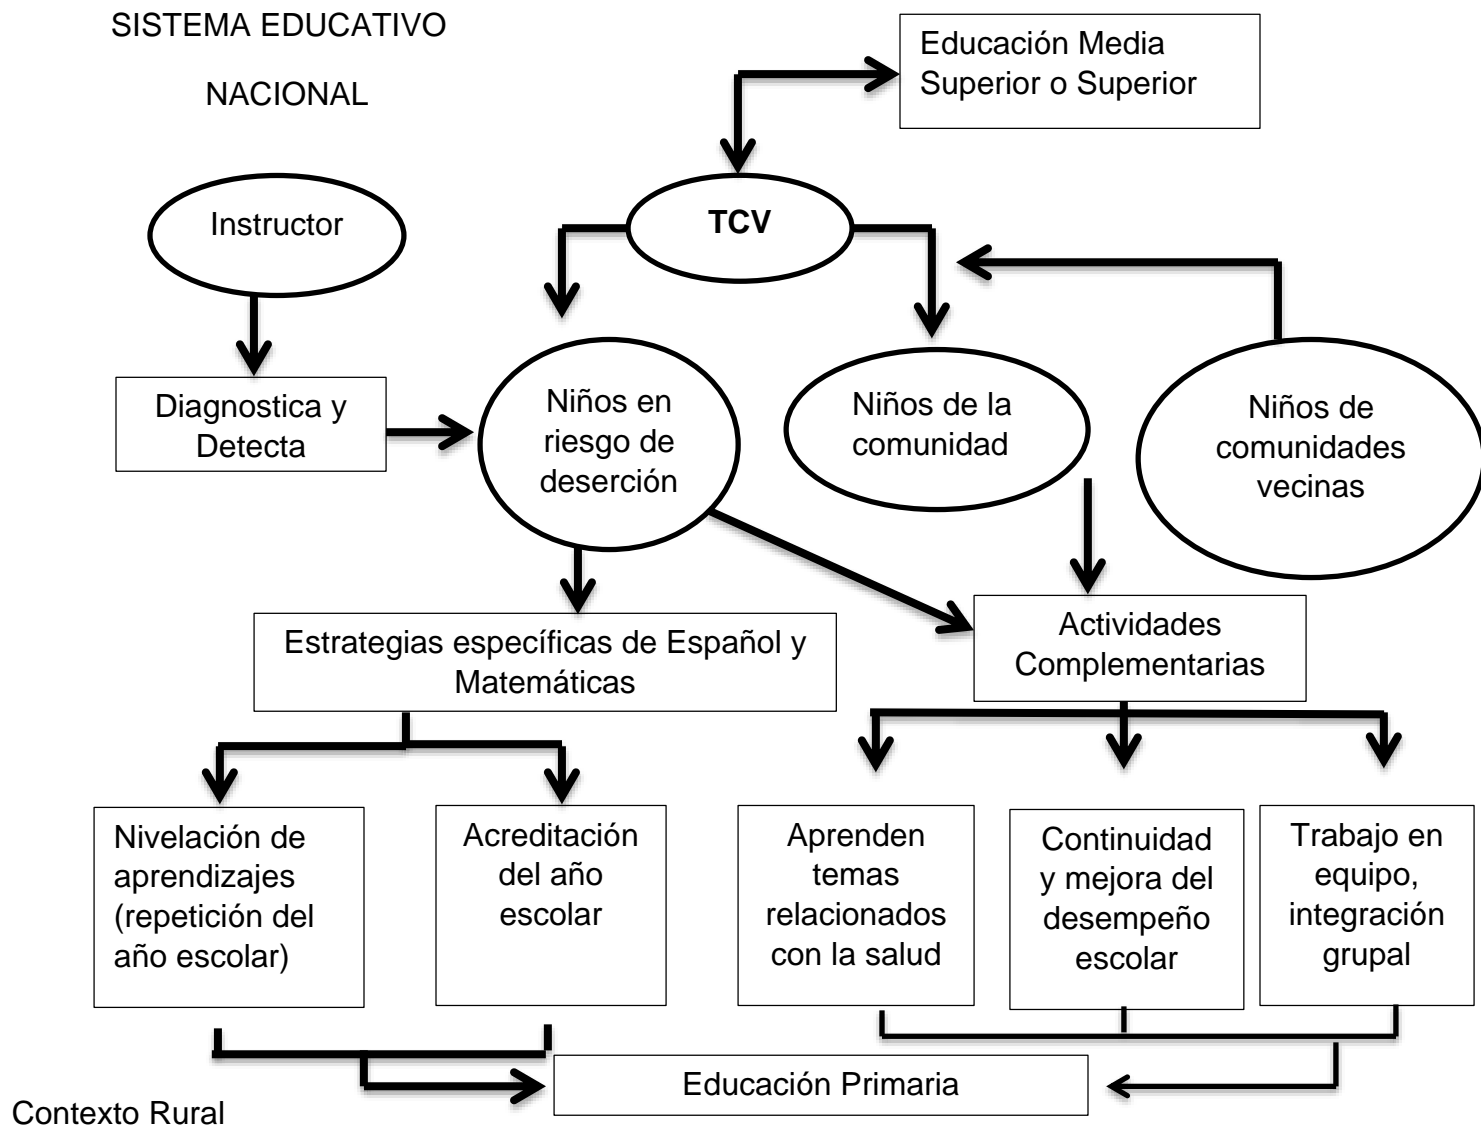 SISTEMA EDUCATIVO
NACIONAL
Educación Media
Superior o Superior
TCV
Instructor
Diagnostica y
Detecta
Niños en
riesgo de
deserción
Niños de la
comunidad
Niños de
comunidades
vecinas
Estrategias específicas de Español y
Matemáticas
Actividades
Complementarias
Nivelación de
aprendizajes
(repetición del
año escolar)
Acreditación
del año
escolar
Aprenden
temas
relacionados
con la salud
Continuidad
y mejora del
desempeño
escolar
Trabajo en
equipo,
integración
grupal
Educación Primaria
Contexto Rural